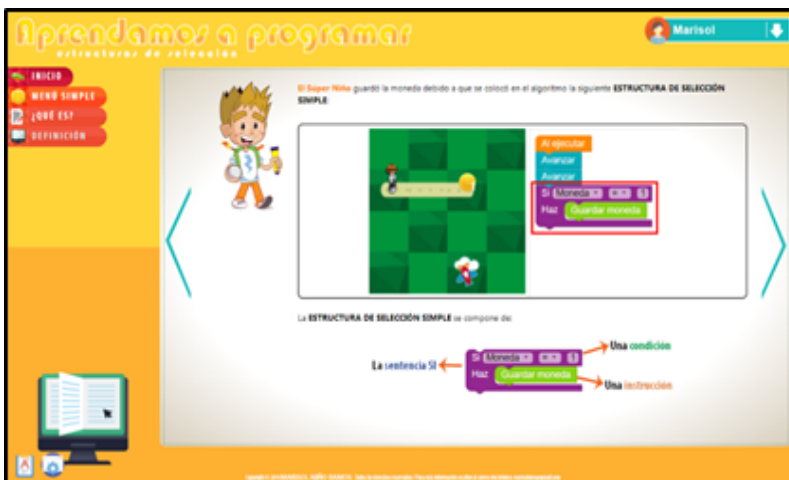 Aprendamos a programar
estructuras de selección
Marisol
INICIO
MENÚ SIMPLE
¿QUÉ ES?
DEFINICIÓN
El Súper Niño guardó la moneda debido a que se colocó en el algoritmo la siguiente ESTRUCTURA DE SELECCIÓN
SIMPLE:
Al ejecutar
Avanzar
Avanzar
Si Moneda = 1
Haz Guardar moneda
La ESTRUCTURA DE SELECCIÓN SIMPLE se compone de:
Una condición
Si Moneda = 1
La sentencia SI
Haz Guardar moneda
Una instrucción